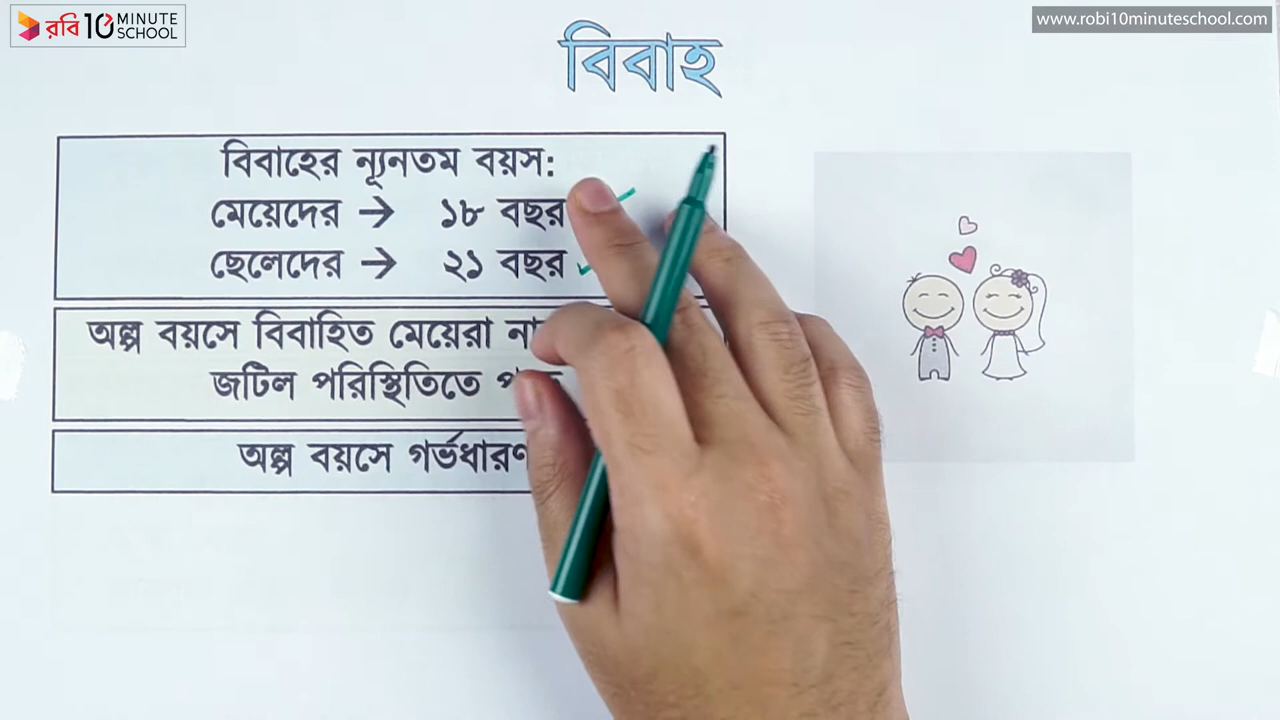 রবি 10 MINUTE SCHOOL
www.robi10minuteschool.com
বিবাহ
বিবাহের ন্যূনতম বয়স:
মেয়েদের → ১৮ বছর
ছেলেদের → ২১ বছর
অল্প বয়সে বিবাহিত মেয়েরা
জটিল পরিস্থিতিতে
অল্প বয়সে গর্ভধারণ